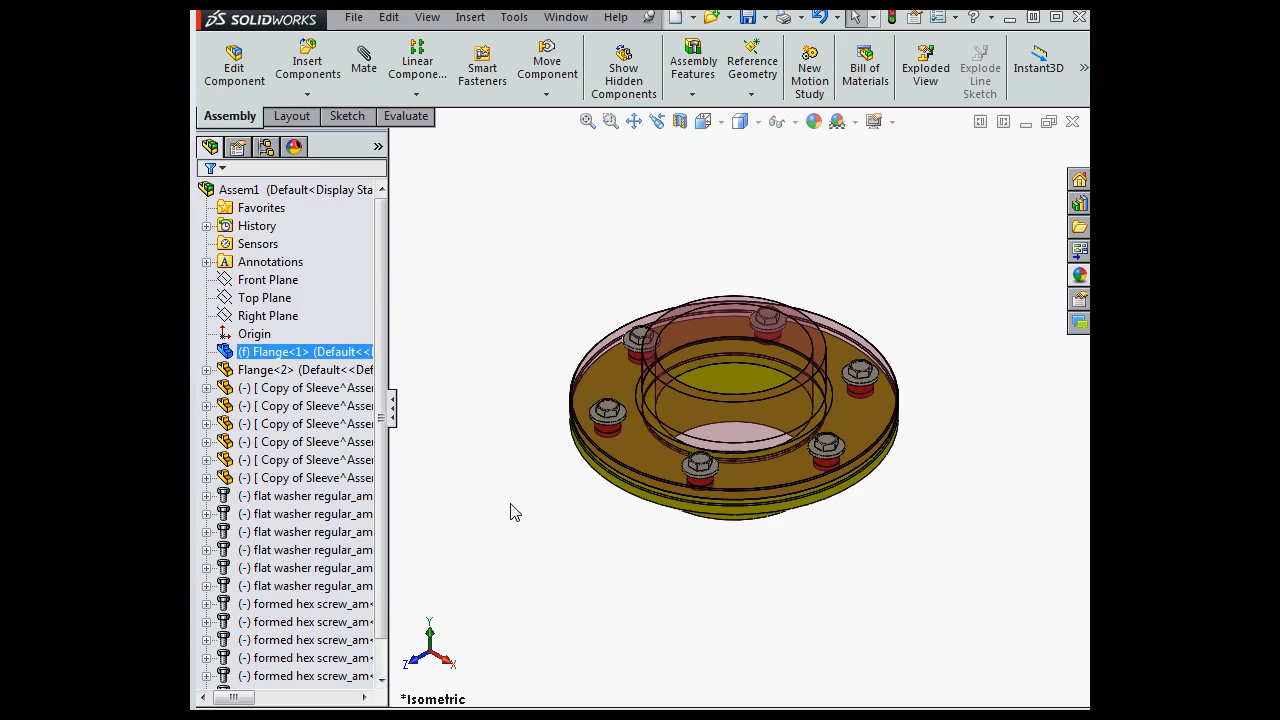 SOLIDWORKS File Edit View Insert Tools Window Help
Edit Component
Insert Components
Mate
Linear Compone...
Smart Fasteners
Move Component
Show Hidden Components
Assembly Features
Reference Geometry
New Motion Study
Bill of Materials
Exploded View
Explode Line Sketch
Instant3D
Assembly Layout Sketch Evaluate
Assem1 (Default<Display Sta
Favorites
History
Sensors
Annotations
Front Plane
Top Plane
Right Plane
Origin
(f) Flange<1> (Default<<
Flange<2> (Default<<Def
(-) [ Copy of Sleeve^Asser
(-) [ Copy of Sleeve^Asser
(-) [ Copy of Sleeve^Asser
(-) [ Copy of Sleeve^Asser
(-) [ Copy of Sleeve^Asser
(-) [ Copy of Sleeve^Asser
(-) flat washer regular_am
(-) flat washer regular_am
(-) flat washer regular_am
(-) flat washer regular_am
(-) flat washer regular_am
(-) flat washer regular_am
(-) formed hex screw_am<
(-) formed hex screw_am<
(-) formed hex screw_am<
(-) formed hex screw_am<
(-) formed hex screw_am<
Y
Z X
*Isometric